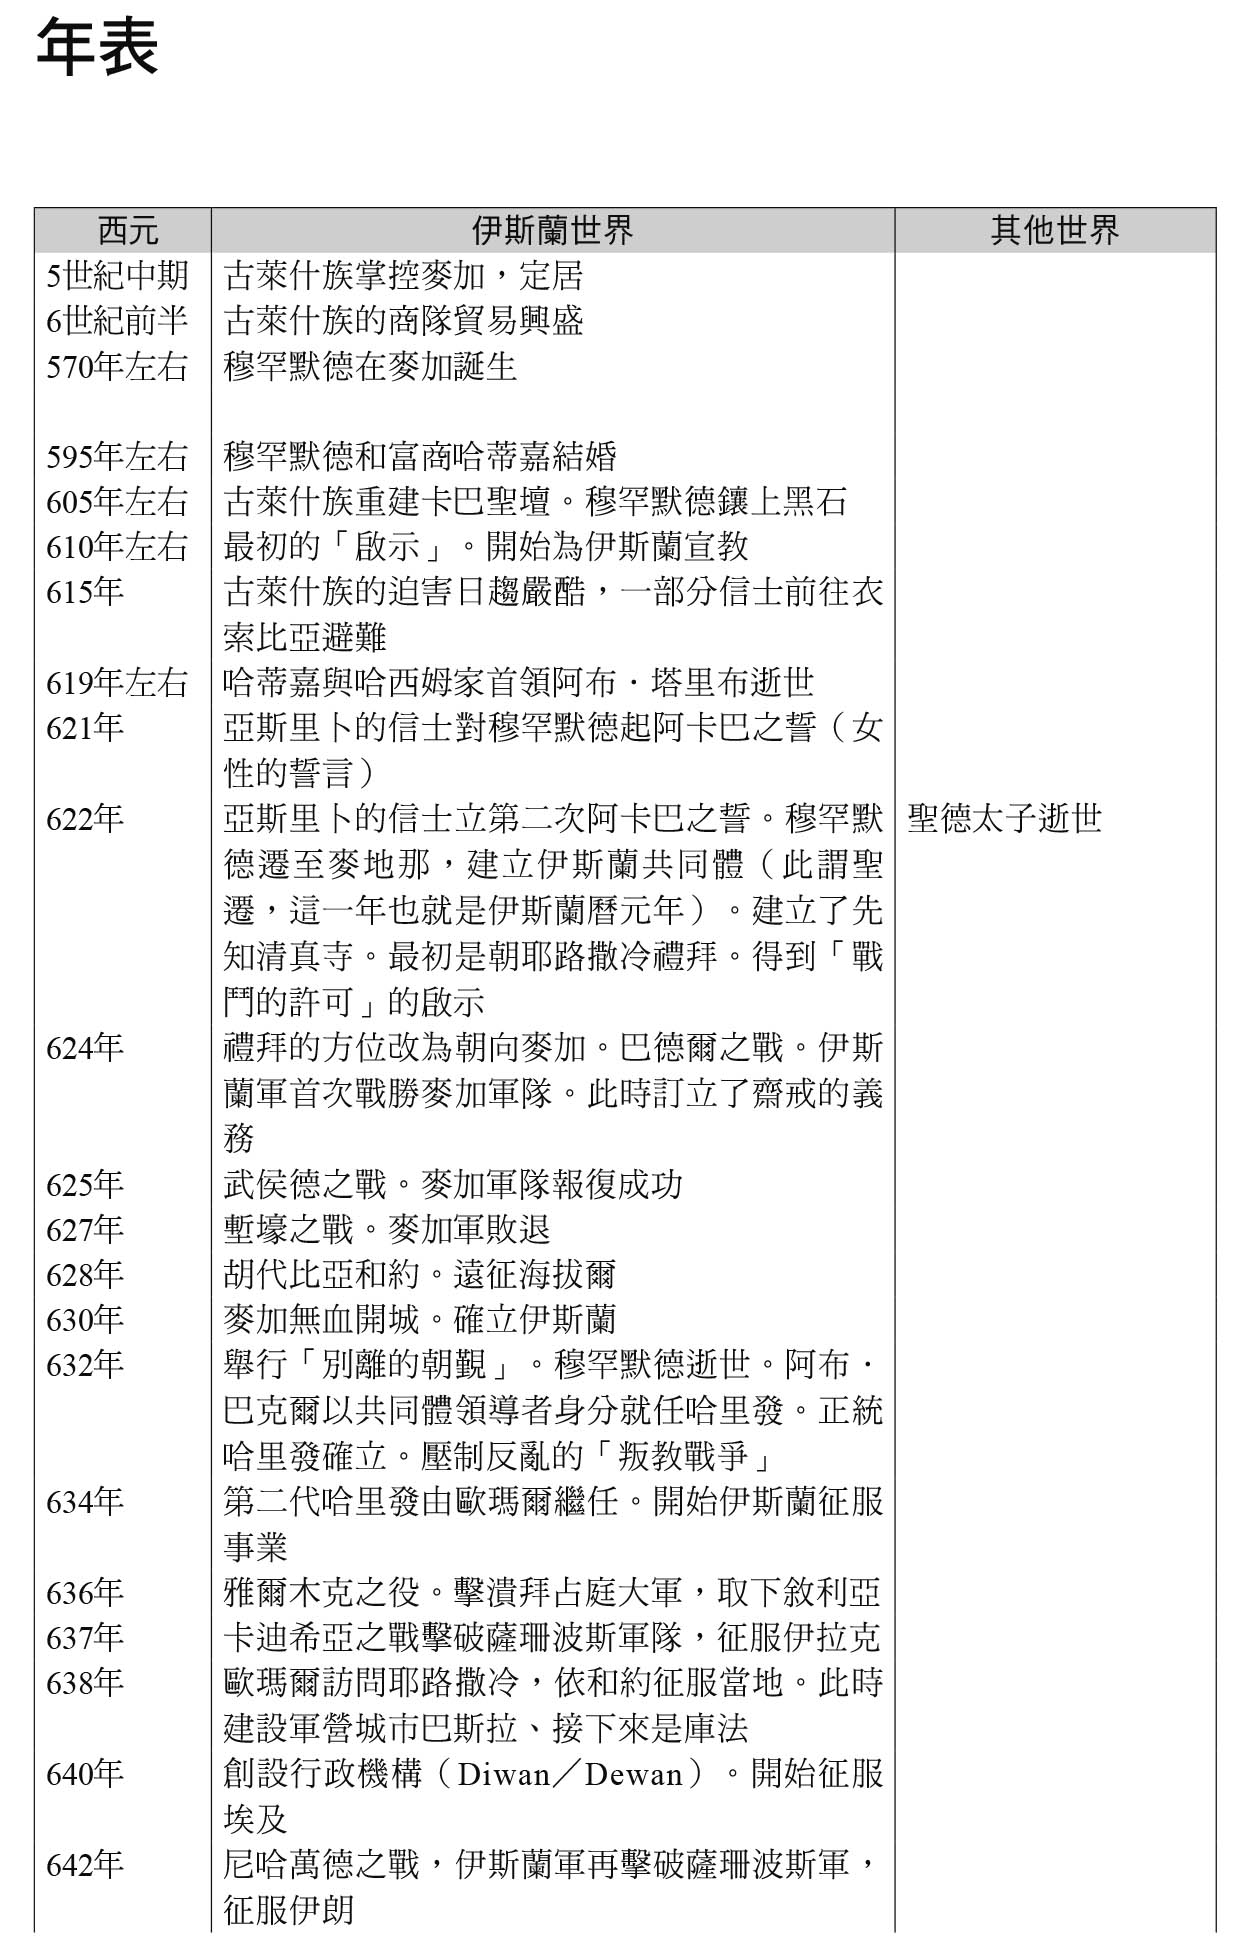 年表
西元 伊斯蘭世界 其他世界
5世紀中期 古萊什族掌控麥加，定居
6世紀前半 古萊什族的商隊貿易興盛
570年左右 穆罕默德在麥加誕生
595年左右 穆罕默德和富商哈蒂嘉結婚
605年左右 古萊什族重建卡巴聖壇。穆罕默德鑲上黑石
610年左右 最初的「啟示」。開始為伊斯蘭宣教
615年 古萊什族的迫害日趨嚴酷，一部分信士前往衣
索比亞避難
619年左右 哈蒂嘉與哈西姆家首領阿布．塔里布逝世
621年 亞斯里卜的信士對穆罕默德起阿卡巴之誓（女
性的誓言）
622年 亞斯里卜的信士立第二次阿卡巴之誓。穆罕默 聖德太子逝世
德遷至麥地那，建立伊斯蘭共同體（此謂聖
遷，這一年也就是伊斯蘭曆元年）。建立了先
知清真寺。最初是朝耶路撒冷禮拜。得到「戰
鬥的許可」的啟示
624年 禮拜的方位改為朝向麥加。巴德爾之戰。伊斯
蘭軍首次戰勝麥加軍隊。此時訂立了齋戒的義
務
625年 武侯德之戰。麥加軍隊報復成功
627年 塹壕之戰。麥加軍敗退
628年 胡代比亞和約。遠征海拔爾
630年 麥加無血開城。確立伊斯蘭
632年 舉行「別離的朝覲」。穆罕默德逝世。阿布．
巴克爾以共同體領導者身分就任哈里發。正統
哈里發確立。壓制反亂的「叛教戰爭」
634年 第二代哈里發由歐瑪爾繼任。開始伊斯蘭征服
事業
636年 雅爾木克之役。擊潰拜占庭大軍，取下敘利亞
637年 卡迪希亞之戰擊破薩珊波斯軍隊，征服伊拉克
638年 歐瑪爾訪問耶路撒冷，依和約征服當地。此時
建設軍營城市巴斯拉、接下來是庫法
640年 創設行政機構（Diwan／Dewan）。開始征服
埃及
642年 尼哈萬德之戰，伊斯蘭軍再擊破薩珊波斯軍，
征服伊朗